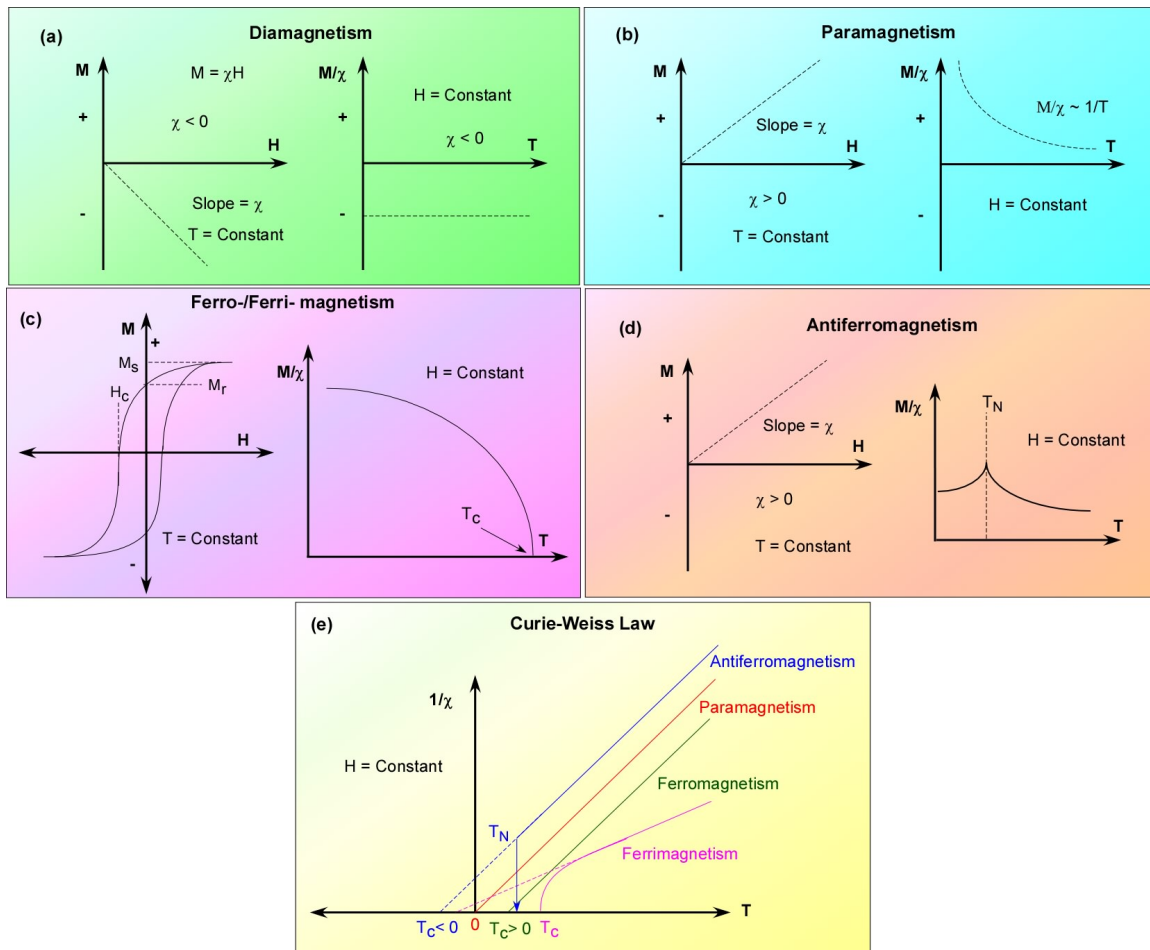 (a)
Diamagnetism
M
M = χH
χ < 0
+
H
-
Slope = χ
T = Constant
M/χ
H = Constant
+
χ < 0
T
-
(b)
Paramagnetism
M
+
Slope = χ
H
χ > 0
-
T = Constant
M/χ
+
M/χ ~ 1/T
T
-
H = Constant
(c)
Ferro-/Ferri- magnetism
M
+
Ms
Hc
Mr
H
T = Constant
-
M/χ
H = Constant
TC
T
(d)
Antiferromagnetism
M
+
Slope = χ
H
χ > 0
-
T = Constant
M/χ
TN
H = Constant
T
(e)
Curie-Weiss Law
1/χ
H = Constant
Antiferromagnetism
Paramagnetism
Ferromagnetism
TN
Ferrimagnetism
T
TC< 0
0
TC> 0
TC